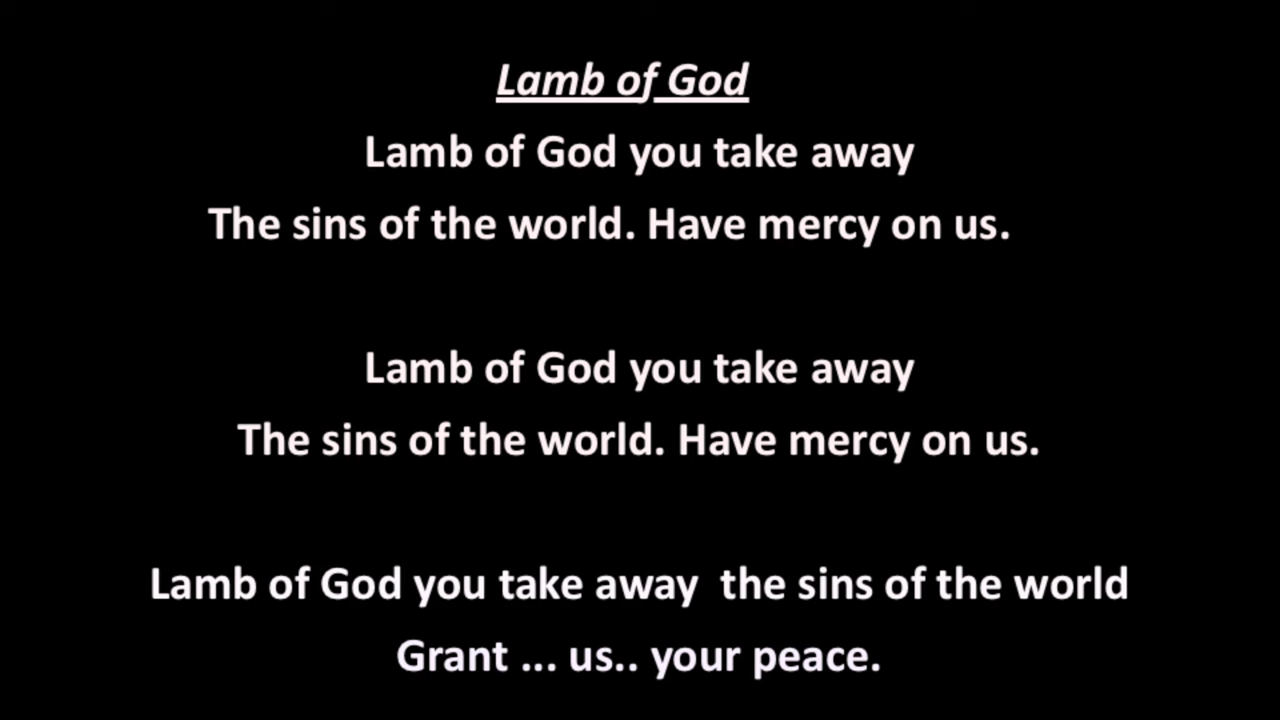 Lamb of God
Lamb of God you take away
The sins of the world. Have mercy on us.
Lamb of God you take away
The sins of the world. Have mercy on us.
Lamb of God you take away  the sins of the world
Grant ... us.. your peace.